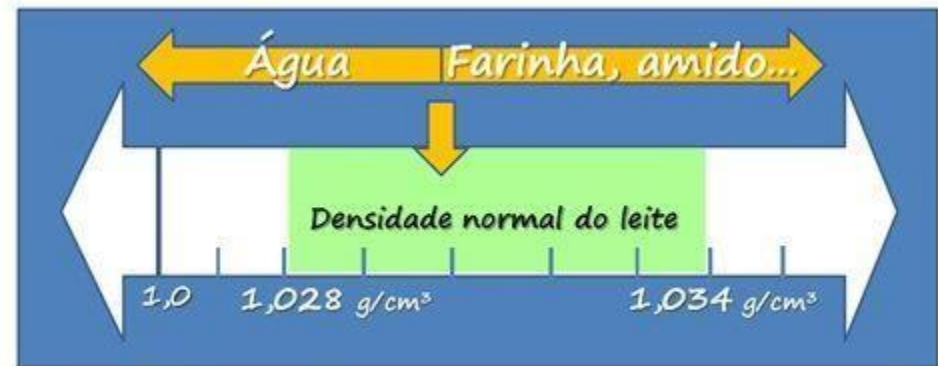 Água Farinha, amido...
Densidade normal do leite
1,0 1,028 g/cm³ 1,034 g/cm³